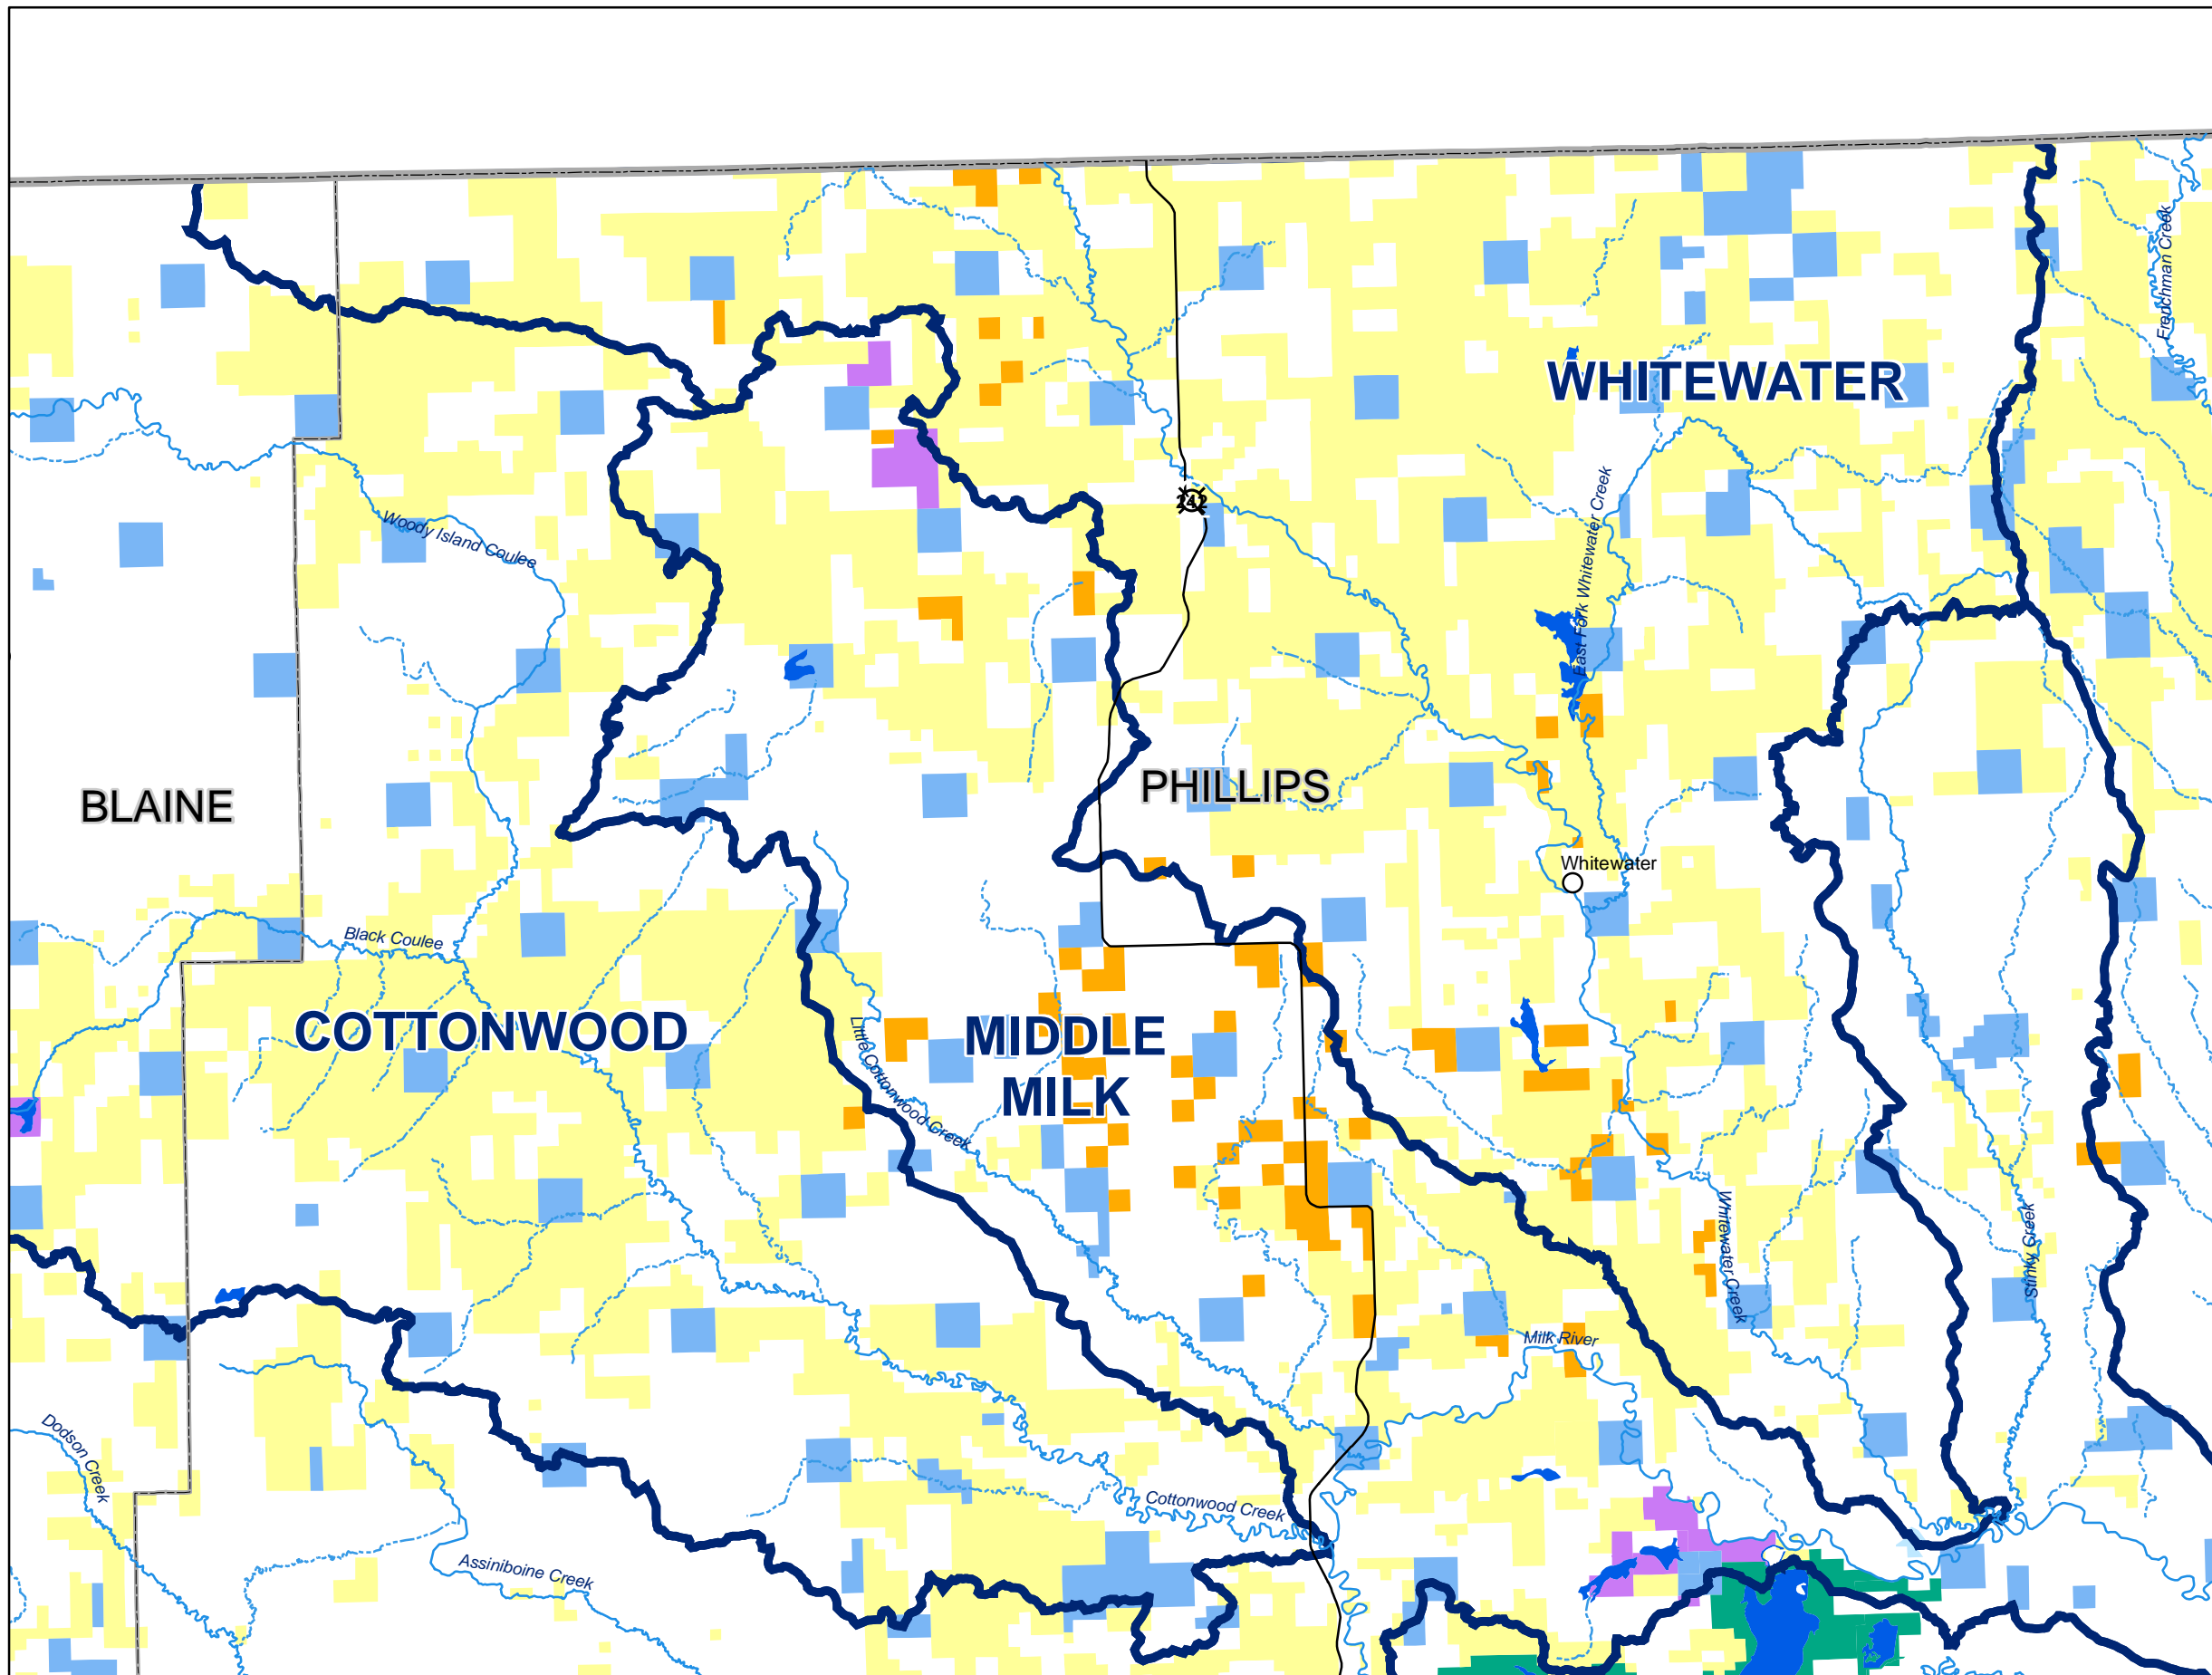 Frenchman Creek
WHITEWATER
242
East Fork Whitewater Creek
Woody Island Coulee
PHILLIPS
BLAINE
Whitewater
Black Coulee
COTTONWOOD
MIDDLE
MILK
Little Cottonwood Creek
Whitewater Creek
Stinky Creek
Milk River
Dodson Creek
Cottonwood Creek
Assiniboine Creek